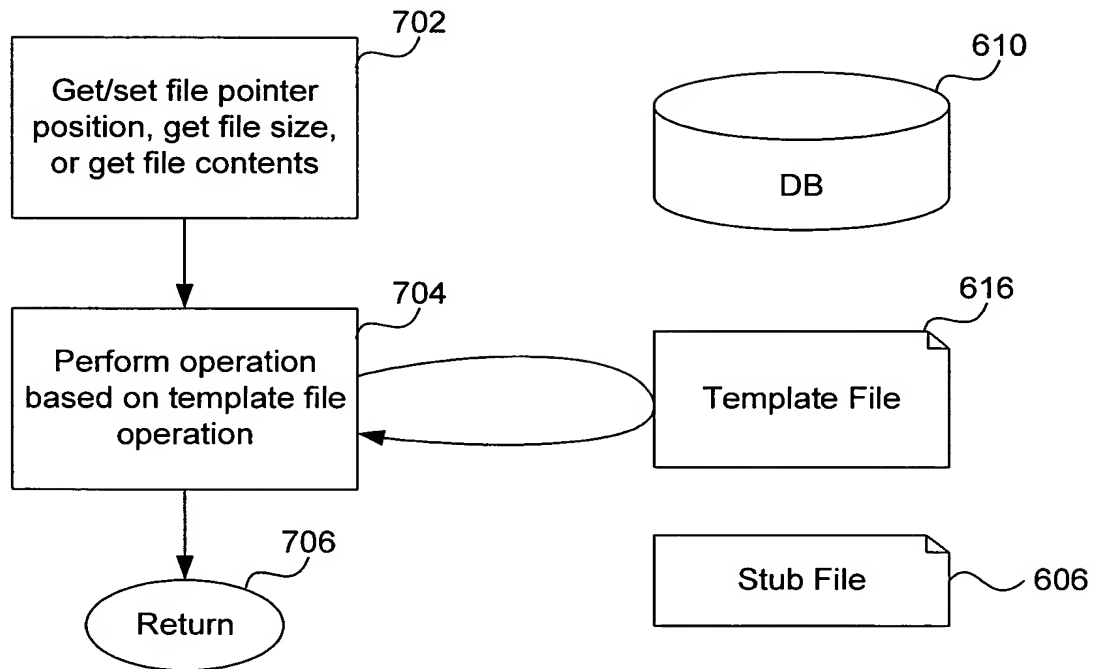 702
Get/set file pointer
position, get file size,
or get file contents
610
DB
704
Perform operation
based on template file
operation
616
Template File
706
Return
Stub File
606